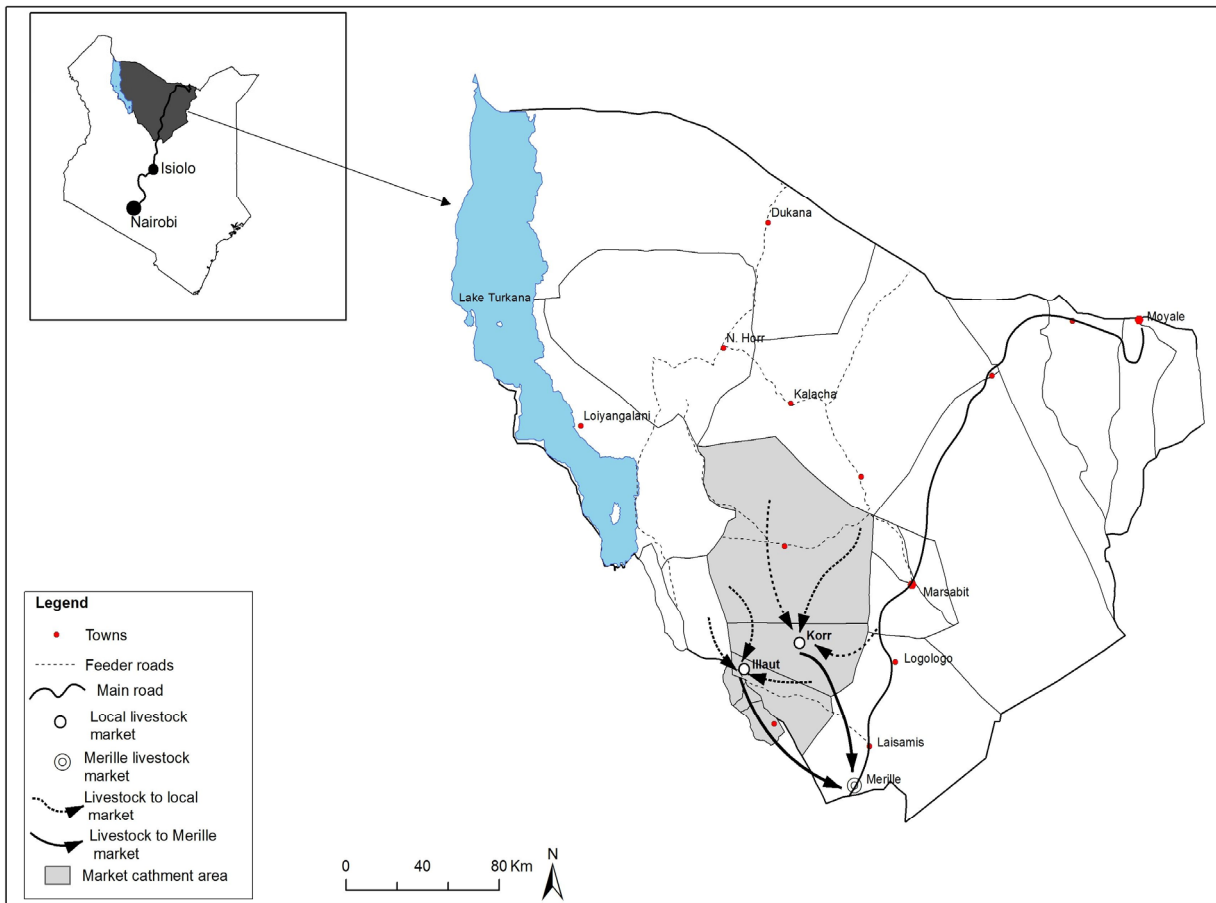 Isiolo
Nairobi
Dukana
Lake Turkana
Moyale
N. Horr
Kalacha
Loiyangalani
Marsabit
Korr
Illaut
Logologo
Laisamis
Merille
Legend
Towns
Feeder roads
Main road
Local livestock
market
Merille livestock
market
Livestock to local
market
Livestock to Merille
market
Market cathment area
0 40 80 Km
N